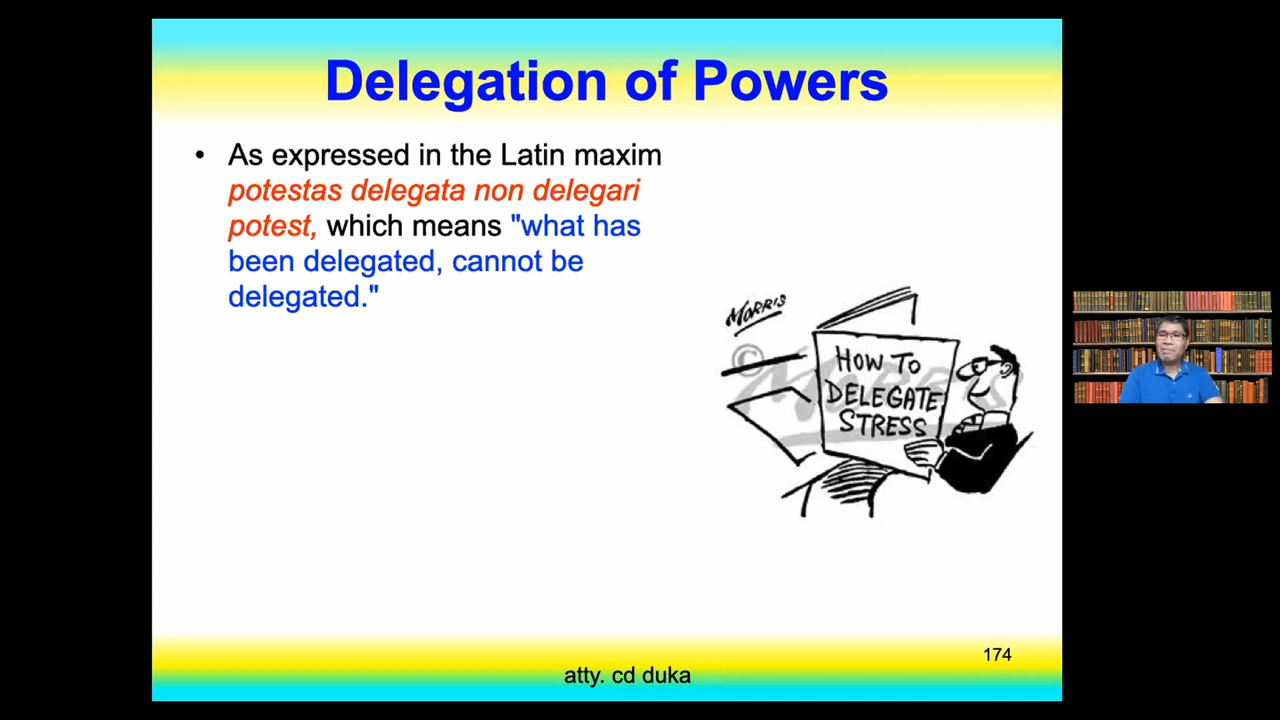 Delegation of Powers
• As expressed in the Latin maxim
potestas delegata non delegari
potest, which means "what has
been delegated, cannot be
delegated."
MORRIS
© MORRIS
HOW TO
DELEGATE
STRESS
174
atty. cd duka